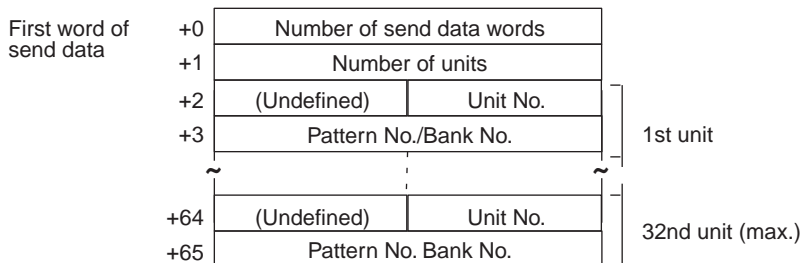 First word of
send data
+0 Number of send data words
+1 Number of units
+2 (Undefined) Unit No.
+3 Pattern No./Bank No.
1st unit
~ ~
+64 (Undefined) Unit No.
+65 Pattern No. Bank No.
32nd unit (max.)